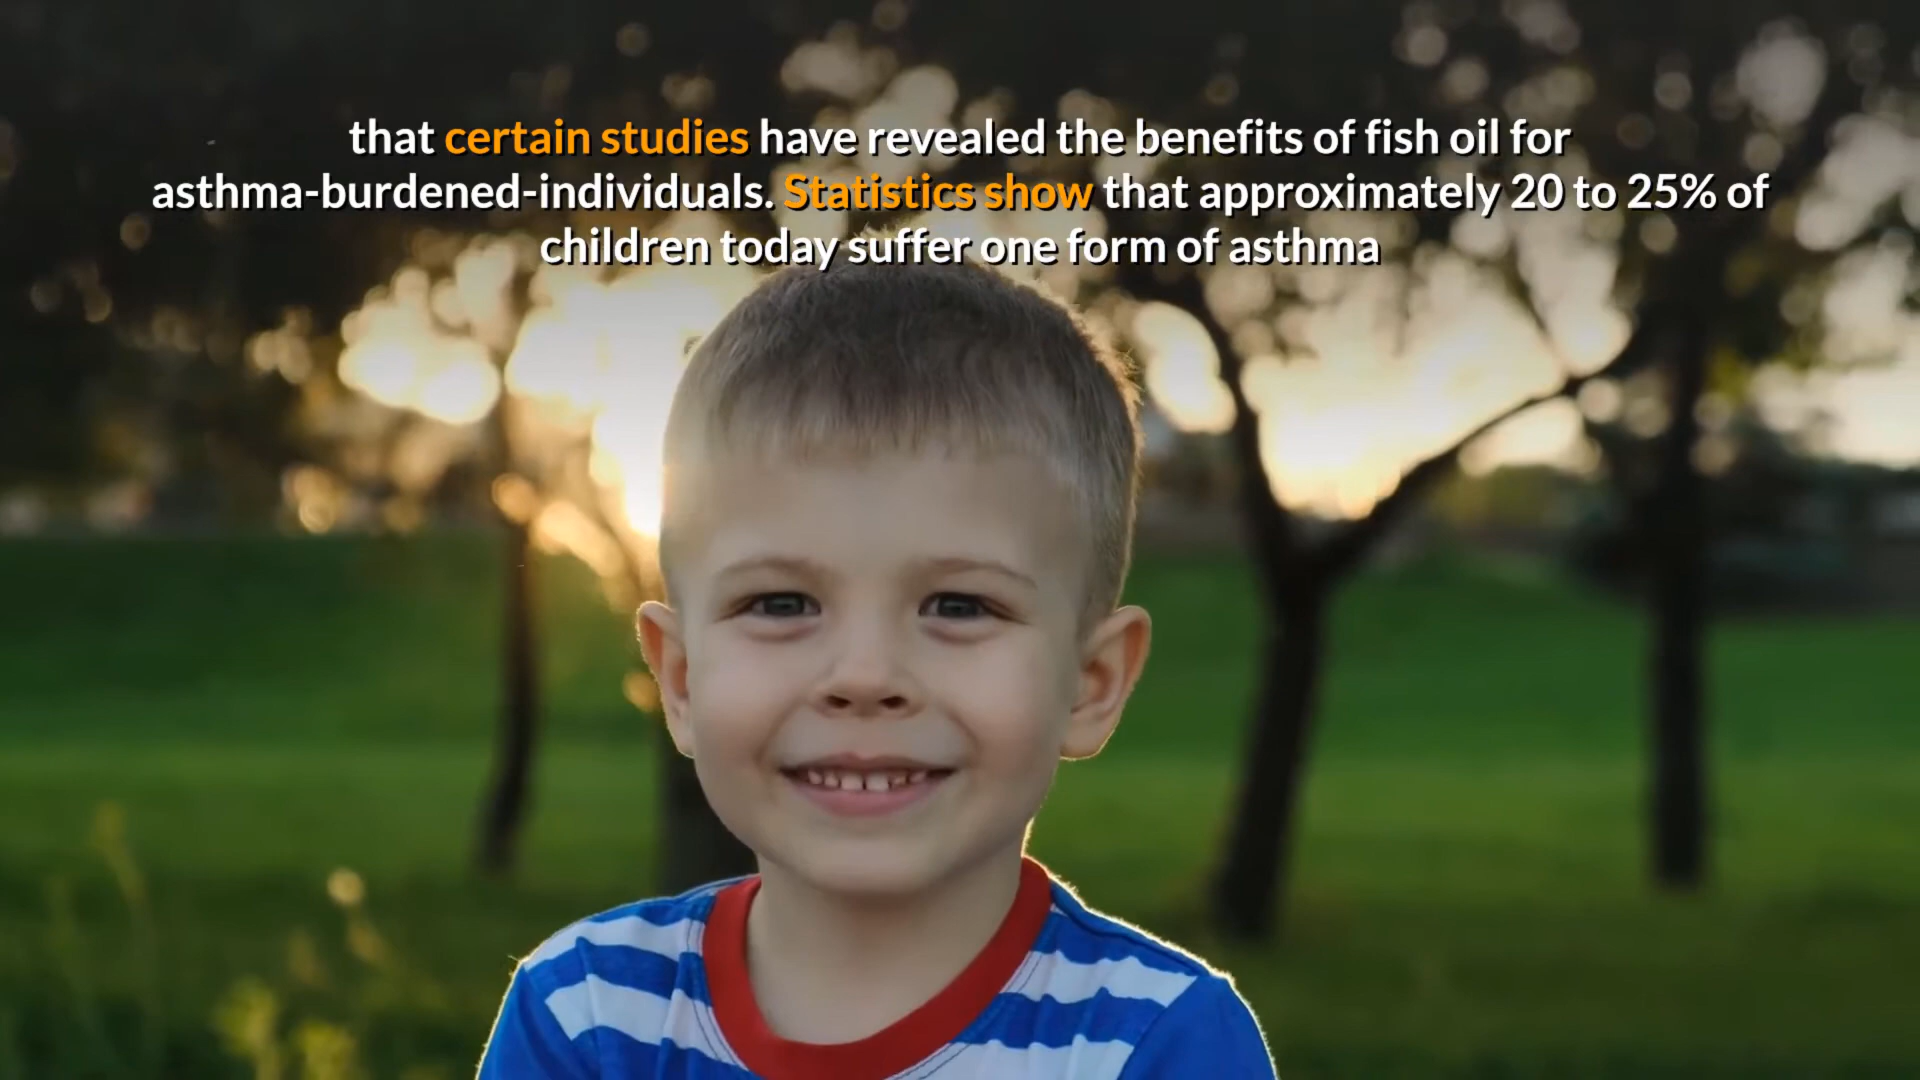 that certain studies have revealed the benefits of fish oil for
asthma-burdened-individuals. Statistics show that approximately 20 to 25% of
children today suffer one form of asthma